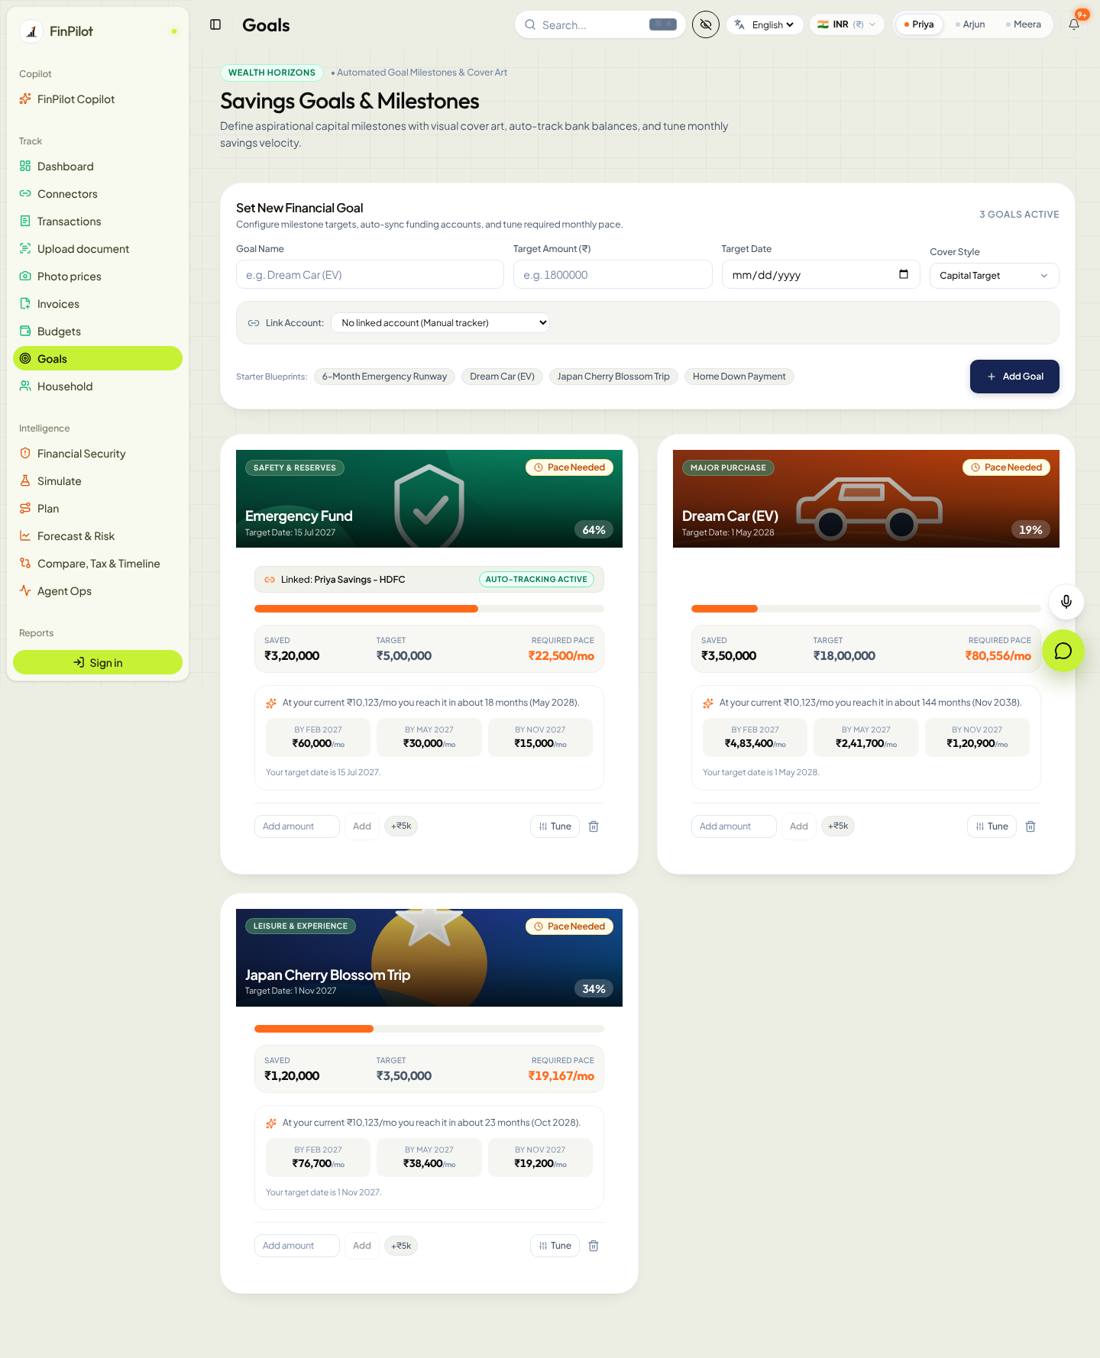 FinPilot
Copilot
FinPilot Copilot
Track
Dashboard
Connectors
Transactions
Upload document
Photo prices
Invoices
Budgets
Goals
Household
Intelligence
Financial Security
Simulate
Plan
Forecast & Risk
Compare, Tax & Timeline
Agent Ops
Reports
Sign in
Goals
Search...
English
INR (₹)
Priya
Arjun
Meera
9+
WEALTH HORIZONS
• Automated Goal Milestones & Cover Art
Savings Goals & Milestones
Define aspirational capital milestones with visual cover art, auto-track bank balances, and tune monthly
savings velocity.
Set New Financial Goal
Configure milestone targets, auto-sync funding accounts, and tune required monthly pace.
3 GOALS ACTIVE
Goal Name
Target Amount (₹)
Target Date
Cover Style
e.g. Dream Car (EV)
e.g. 1800000
mm/dd/yyyy
Capital Target
Link Account:
No linked account (Manual tracker)
Starter Blueprints:
6-Month Emergency Runway
Dream Car (EV)
Japan Cherry Blossom Trip
Home Down Payment
+ Add Goal
SAFETY & RESERVES
Pace Needed
Emergency Fund
Target Date: 15 Jul 2027
64%
Linked: Priya Savings - HDFC
AUTO-TRACKING ACTIVE
SAVED
TARGET
REQUIRED PACE
₹3,20,000
₹5,00,000
₹22,500/mo
At your current ₹10,123/mo you reach it in about 18 months (May 2028).
BY FEB 2027
BY MAY 2027
BY NOV 2027
₹60,000/mo
₹30,000/mo
₹15,000/mo
Your target date is 15 Jul 2027.
Add amount
Add
+₹5k
Tune
MAJOR PURCHASE
Pace Needed
Dream Car (EV)
Target Date: 1 May 2028
19%
SAVED
TARGET
REQUIRED PACE
₹3,50,000
₹18,00,000
₹80,556/mo
At your current ₹10,123/mo you reach it in about 144 months (Nov 2038).
BY FEB 2027
BY MAY 2027
BY NOV 2027
₹4,83,400/mo
₹2,41,700/mo
₹1,20,900/mo
Your target date is 1 May 2028.
Add amount
Add
+₹5k
Tune
LEISURE & EXPERIENCE
Pace Needed
Japan Cherry Blossom Trip
Target Date: 1 Nov 2027
34%
SAVED
TARGET
REQUIRED PACE
₹1,20,000
₹3,50,000
₹19,167/mo
At your current ₹10,123/mo you reach it in about 23 months (Oct 2028).
BY FEB 2027
BY MAY 2027
BY NOV 2027
₹76,700/mo
₹38,400/mo
₹19,200/mo
Your target date is 1 Nov 2027.
Add amount
Add
+₹5k
Tune